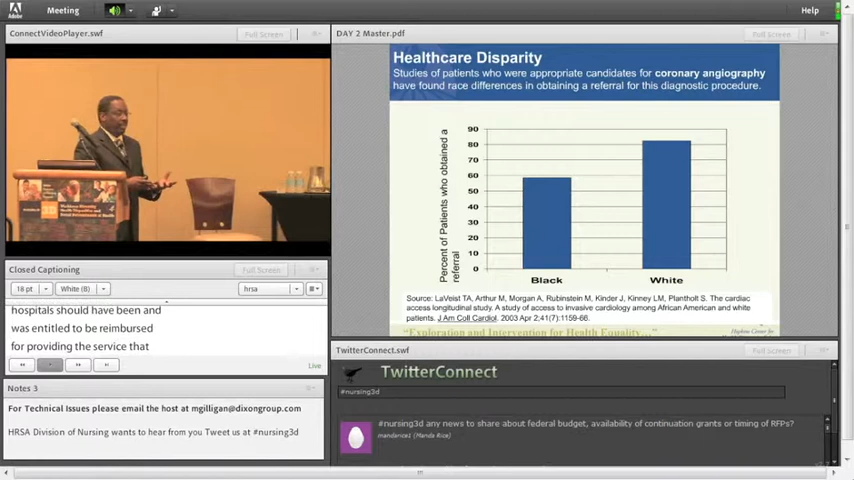 Adobe
Meeting
Help
ConnectVideoPlayer.swf
Full Screen
3D
Closed Captioning
Full Screen
18 pt
White (B)
hrsa
hospitals should have been and
was entitled to be reimbursed
for providing the service that
Live
Notes 3
For Technical Issues please email the host at mgilligan@dixongroup.com
HRSA Division of Nursing wants to hear from you Tweet us at #nursing3d
DAY 2 Master.pdf
Full Screen
Healthcare Disparity
Studies of patients who were appropriate candidates for coronary angiography
have found race differences in obtaining a referral for this diagnostic procedure.
Percent of Patients who obtained a
referral
90
80
70
60
50
40
30
20
10
0
Black
White
Source: LaVeist TA, Arthur M, Morgan A, Rubinstein M, Kinder J, Kinney LM, Plantholt S. The cardiac
access longitudinal study. A study of access to invasive cardiology among African American and white
patients. J Am Coll Cardiol. 2003 Apr 2;41(7):1159-66.
"Exploration and Intervention for Health Equality..."
Hopkins Center for
TwitterConnect.swf
Full Screen
TwitterConnect
#nursing3d
#nursing3d any news to share about federal budget, availability of continuation grants or timing of RFPs?
mandarice1 (Manda Rice)